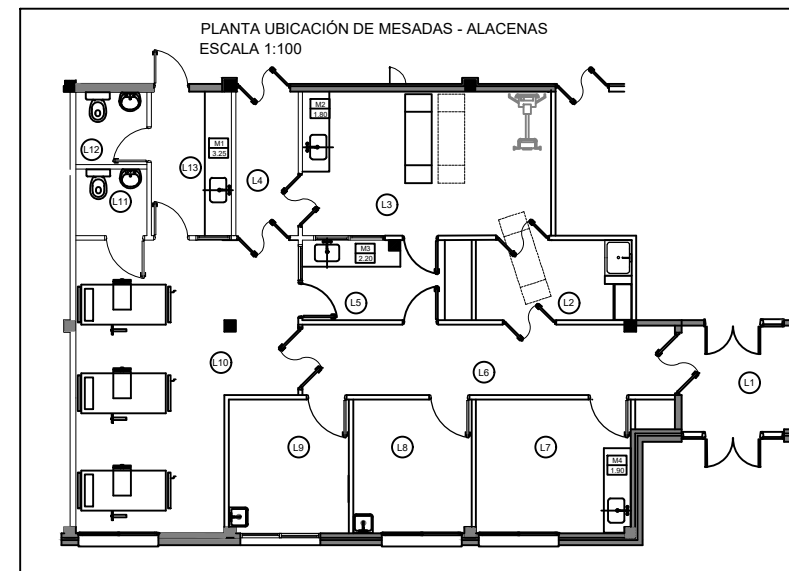 PLANTA UBICACIÓN DE MESADAS - ALACENAS
ESCALA 1:100
M2
1.80
L12
M1
3.25
L13
L4
L11
L3
M3
2.20
L5
L2
L10
L6
L1
L9
L8
L7
M4
1.90